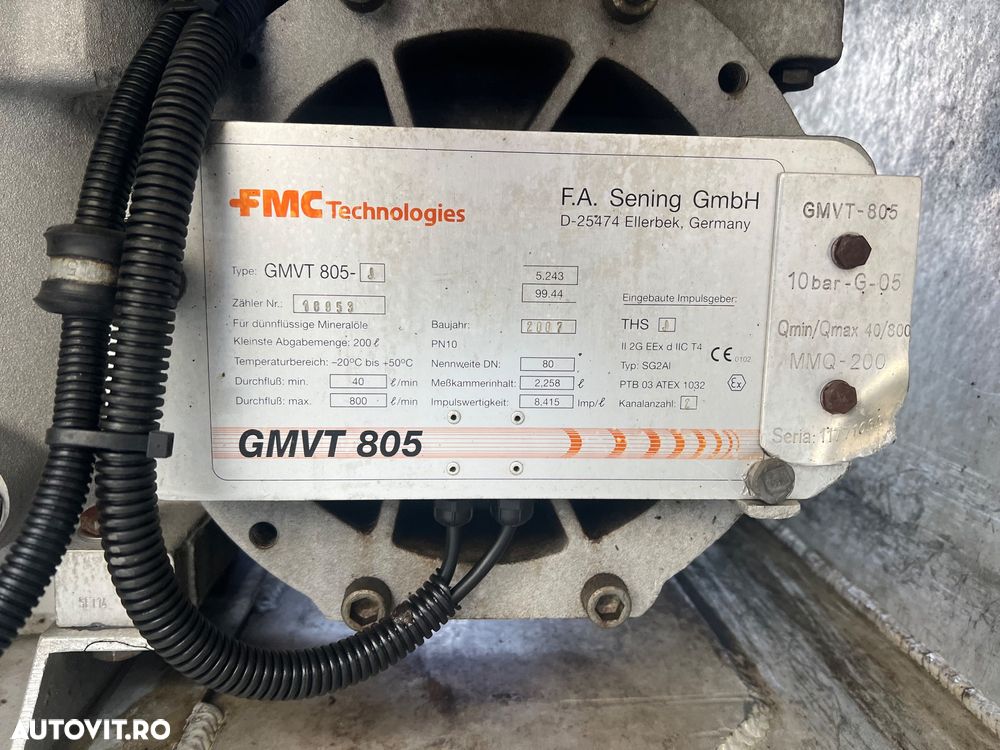 FMC Technologies
F.A. Sening GmbH
D-25474 Ellerbek, Germany
Type: GMVT 805-
5.243
99.44
Zähler Nr.: 10053
Eingebaute Impulsgeber:
Für dünnflüssige Mineralöle
Baujahr: 2007
THS
Kleinste Abgabemenge: 200 ℓ
PN10
II 2G EEx d IIC T4
CE 0102
Temperaturbereich: -20°C bis +50°C
Nennweite DN: 80
Typ: SG2AI
Durchfluß: min. 40 ℓ/min
Meßkammerinhalt: 2,258 ℓ
PTB 03 ATEX 1032
Ex
Durchfluß: max. 800 ℓ/min
Impulswertigkeit: 8,415 Imp/ℓ
Kanalanzahl: 2
GMVT 805
GMVT-805
10bar-G-05
Qmin/Qmax 40/800
MMQ-200
Seria:
AUTOVIT.RO